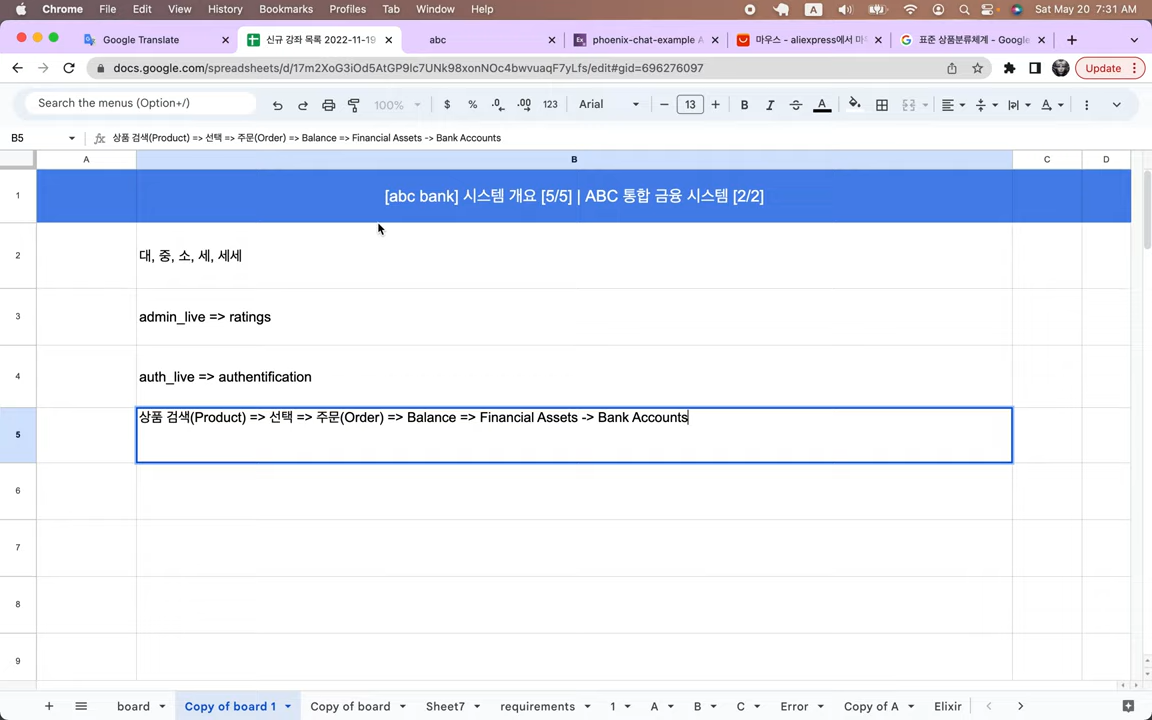 Chrome File Edit View History Bookmarks Profiles Tab Window Help A Sat May 20 7:31 AM
Google Translate 신규 강좌 목록 2022-11-19 abc phoenix-chat-example 마우스 - aliexpress에서 표준 상품분류체계 - Google
docs.google.com/spreadsheets/d/17m2XoG3iOd5AtGP9lc7UNk98xonNOc4bwvuaqF7yLfs/edit#gid=696276097 Update
Search the menus (Option+/) 100% $ % .0 .00 123 Arial 13 B I S A
B5 fx 상품 검색(Product) => 선택 => 주문(Order) => Balance => Financial Assets -> Bank Accounts
A B C D
1 [abc bank] 시스템 개요 [5/5] | ABC 통합 금융 시스템 [2/2]
2 대, 중, 소, 세, 세세
3 admin_live => ratings
4 auth_live => authentification
5 상품 검색(Product) => 선택 => 주문(Order) => Balance => Financial Assets -> Bank Accounts
6
7
8
9
board Copy of board 1 Copy of board Sheet7 requirements 1 A B C Error Copy of A Elixir